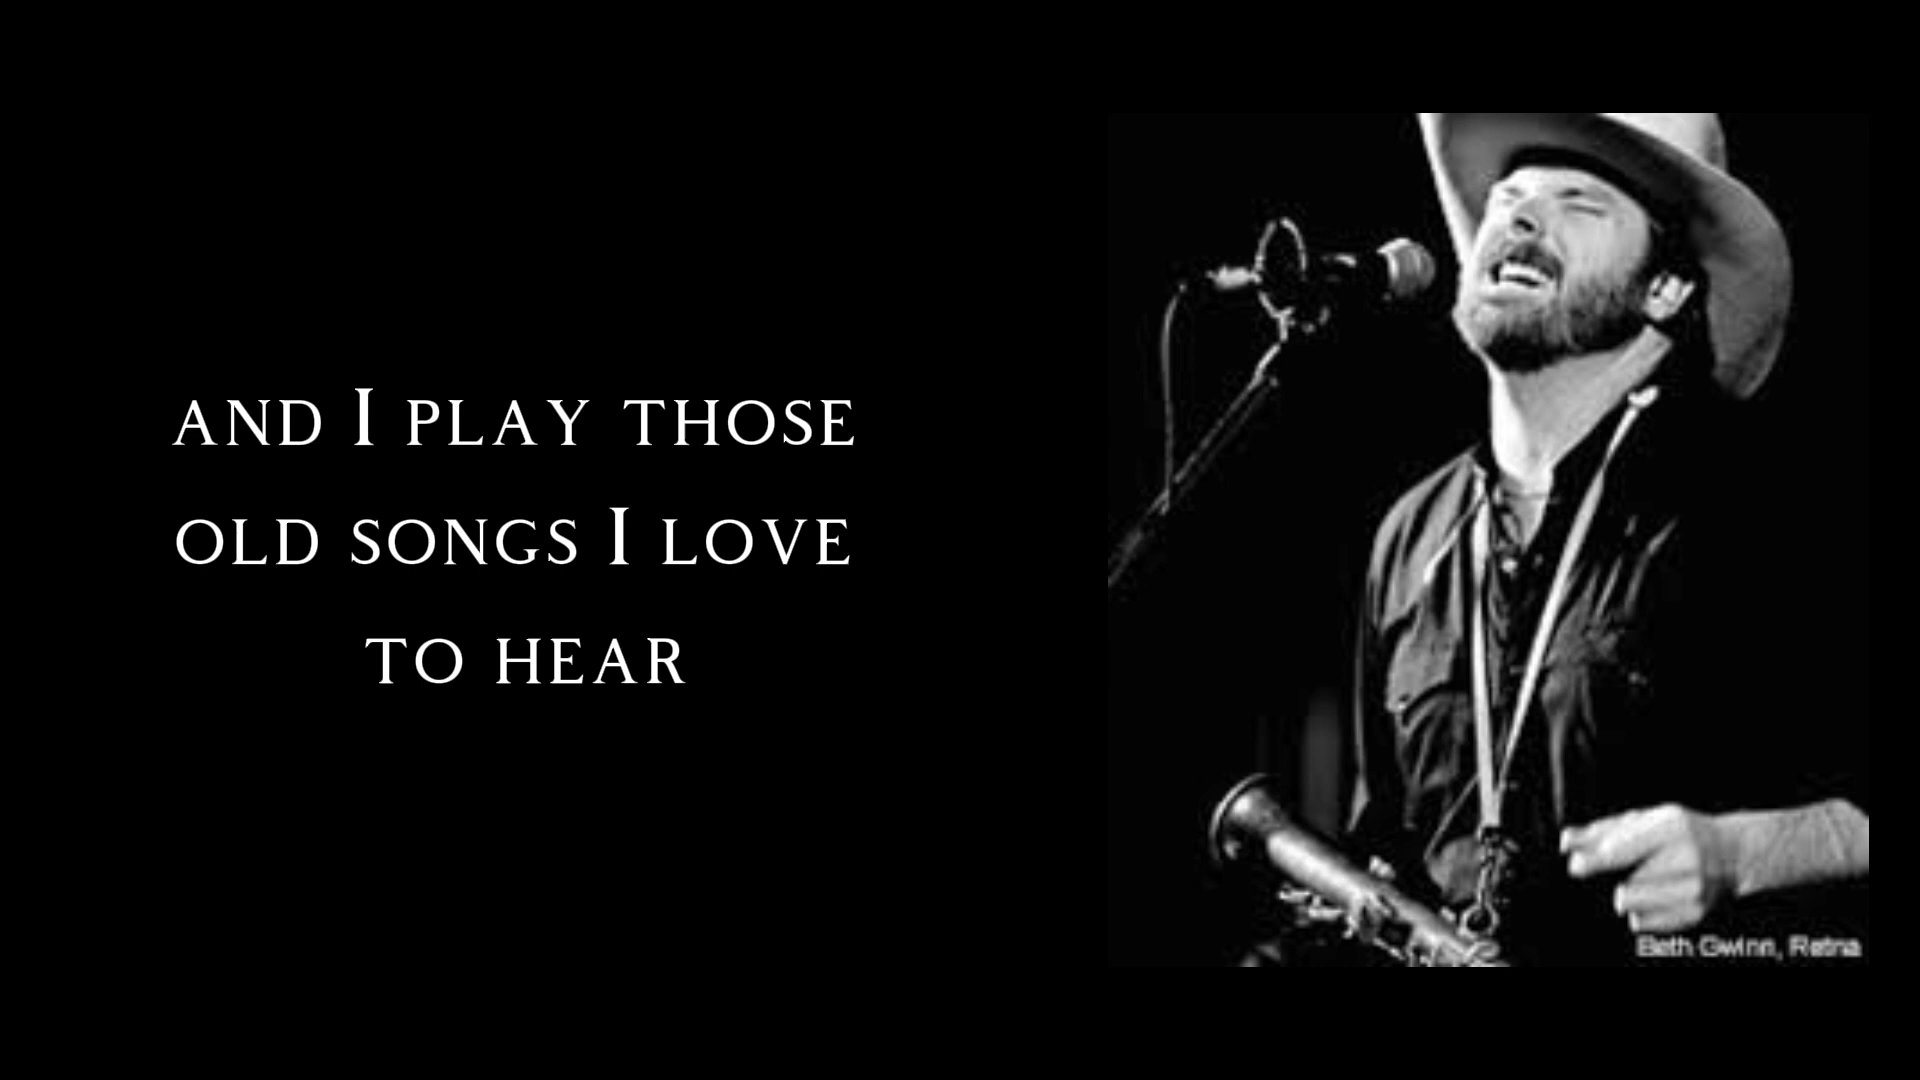 AND I PLAY THOSE
OLD SONGS I LOVE
TO HEAR
Beth Gwinn, Retna